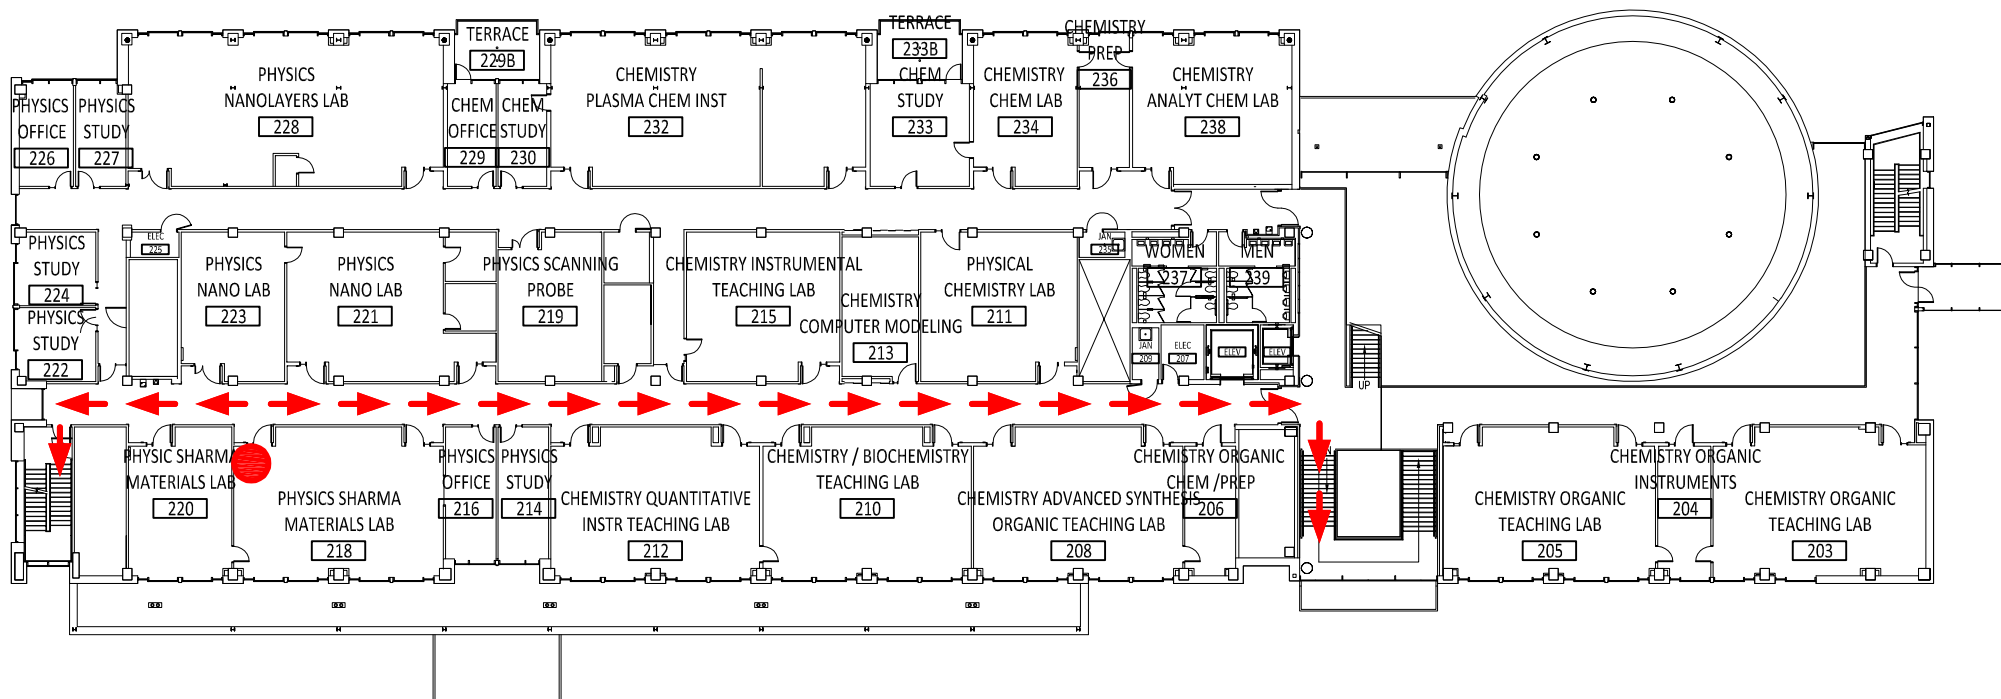 TERRACE
229B
TERRACE
233B
CHEMISTRY
PREP
236
PHYSICS
OFFICE
226
PHYSICS
STUDY
227
PHYSICS
NANOLAYERS LAB
228
CHEM
OFFICE
229
CHEM
STUDY
230
CHEMISTRY
PLASMA CHEM INST
232
CHEM
STUDY
233
CHEMISTRY
CHEM LAB
234
CHEMISTRY
ANALYT CHEM LAB
238
PHYSICS
STUDY
224
PHYSICS
STUDY
222
ELEC
225
PHYSICS
NANO LAB
223
PHYSICS
NANO LAB
221
PHYSICS SCANNING
PROBE
219
CHEMISTRY INSTRUMENTAL
TEACHING LAB
215
CHEMISTRY
COMPUTER MODELING
213
PHYSICAL
CHEMISTRY LAB
211
JAN
235
WOMEN
237
MEN
239
JAN
209
ELEC
207
ELEV
ELEV
UP
PHYSIC SHARMA
MATERIALS LAB
220
PHYSICS SHARMA
MATERIALS LAB
218
PHYSICS
OFFICE
216
PHYSICS
STUDY
214
CHEMISTRY QUANTITATIVE
INSTR TEACHING LAB
212
CHEMISTRY / BIOCHEMISTRY
TEACHING LAB
210
CHEMISTRY ADVANCED SYNTHESIS
ORGANIC TEACHING LAB
208
CHEMISTRY ORGANIC
CHEM /PREP
206
CHEMISTRY ORGANIC
TEACHING LAB
205
CHEMISTRY ORGANIC
INSTRUMENTS
204
CHEMISTRY ORGANIC
TEACHING LAB
203